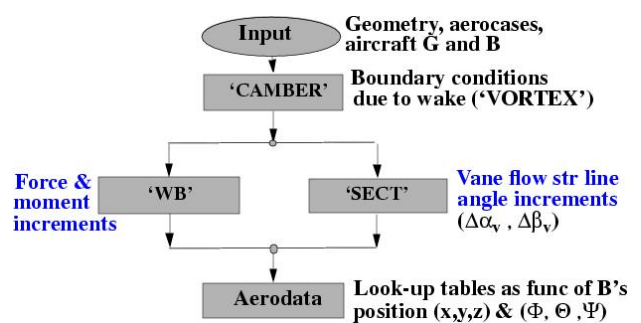 Input
Geometry, aerocases,
aircraft G and B
‘CAMBER’
Boundary conditions
due to wake (‘VORTEX’)
Force &
moment
increments
‘WB’
‘SECT’
Vane flow str line
angle increments
(Δαv , Δβv)
Aerodata
Look-up tables as func of B’s
position (x,y,z) & (Φ, Θ ,Ψ)